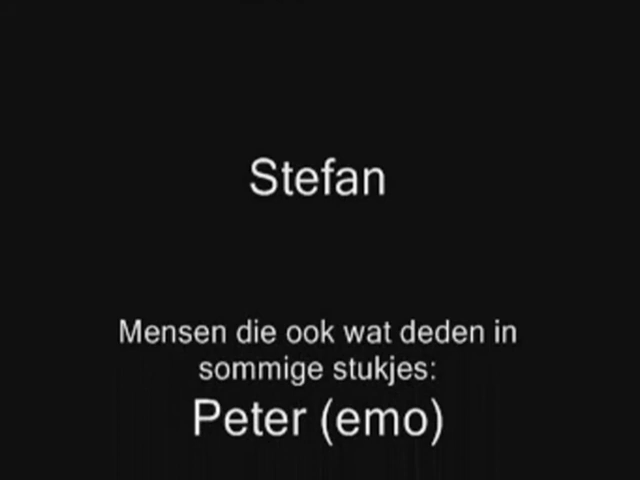 Stefan
Mensen die ook wat deden in
sommige stukjes:
Peter (emo)